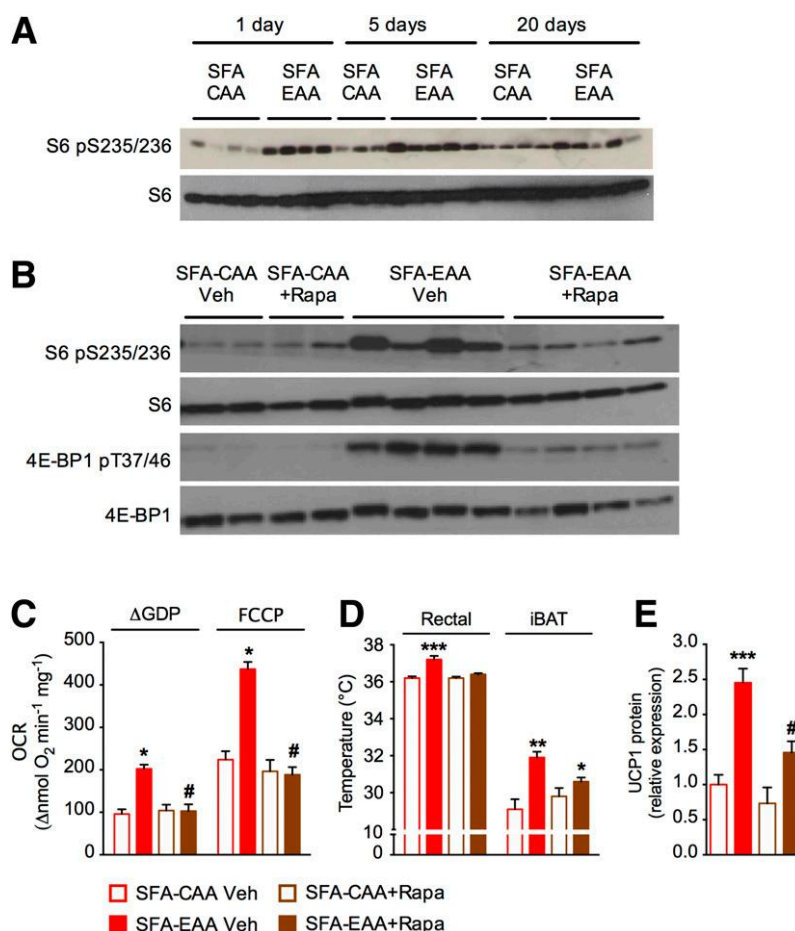 A
1 day 5 days 20 days
SFA SFA SFA SFA SFA SFA
CAA EAA CAA EAA CAA EAA
S6 pS235/236
S6
B
SFA-CAA SFA-CAA SFA-EAA SFA-EAA
Veh +Rapa Veh +Rapa
S6 pS235/236
S6
4E-BP1 pT37/46
4E-BP1
C
ΔGDP FCCP
OCR
(Δnmol O₂ min⁻¹ mg⁻¹)
500
400
300
200
100
0
* # * #
D
Rectal iBAT
Temperature (°C)
38
36
34
32
30
10
0
*** ** *
E
UCP1 protein
(relative expression)
3.0
2.5
2.0
1.5
1.0
0.5
0.0
*** #
SFA-CAA Veh SFA-CAA+Rapa
SFA-EAA Veh SFA-EAA+Rapa